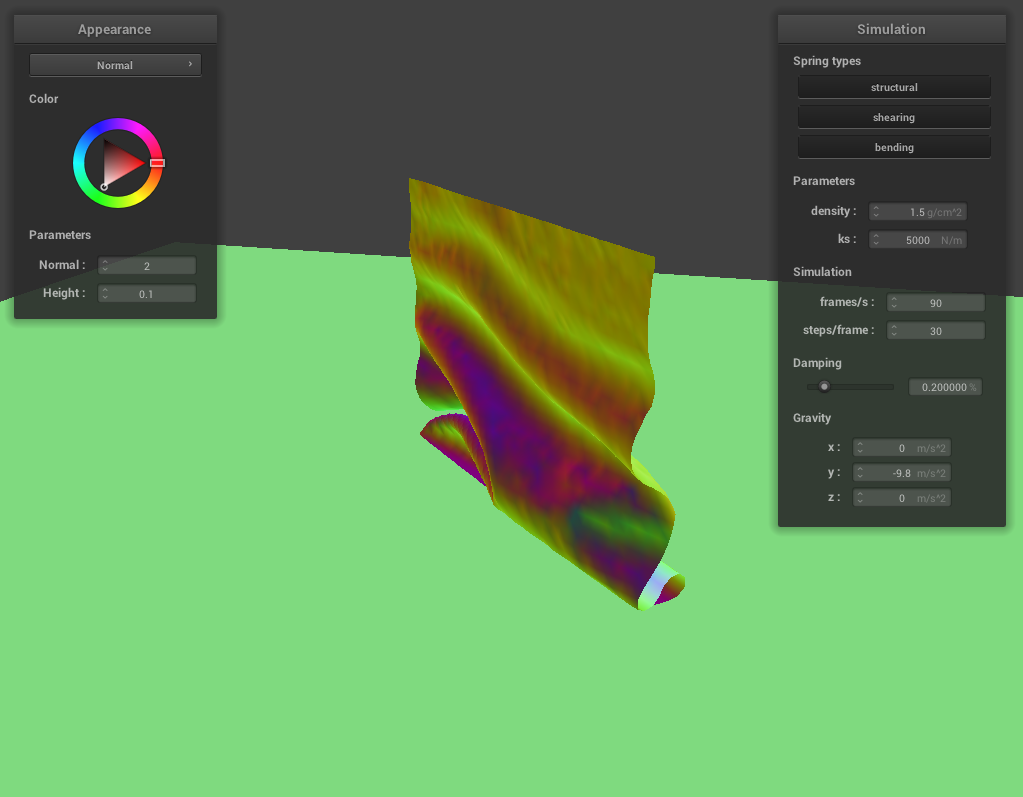 Appearance
Normal ›
Color
Parameters
Normal : 2
Height : 0.1
Simulation
Spring types
structural
shearing
bending
Parameters
density : 1.5 g/cm^2
ks : 5000 N/m
Simulation
frames/s : 90
steps/frame : 30
Damping
0.200000 %
Gravity
x : 0 m/s^2
y : -9.8 m/s^2
z : 0 m/s^2